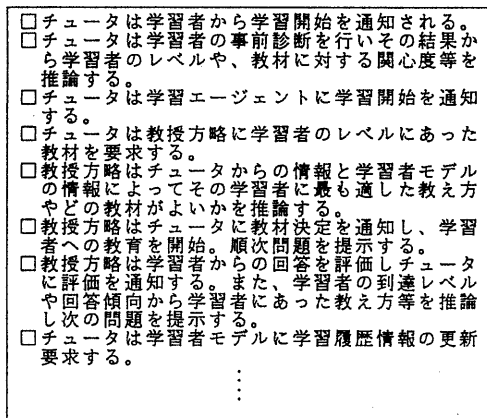 □チュータは学習者から学習開始を通知される。
□チュータは学習者の事前診断を行いその結果か
ら学習者のレベルや、教材に対する関心度等を
推論する。
□チュータは学習エージェントに学習開始を通知
する。
□チュータは教授方略に学習者のレベルにあった
教材を要求する。
□教授方略はチュータからの情報と学習者モデル
の情報によってその学習者に最も適した教え方
やどの教材がよいかを推論する。
□教授方略はチュータに教材決定を通知し、学習
者への教育を開始。順次問題を提示する。
□教授方略は学習者からの回答を評価しチュータ
に評価を通知する。また、学習者の到達レベル
や回答傾向から学習者にあった教え方等を推論
し次の問題を提示する。
□チュータは学習者モデルに学習履歴情報の更新
要求する。
⋮